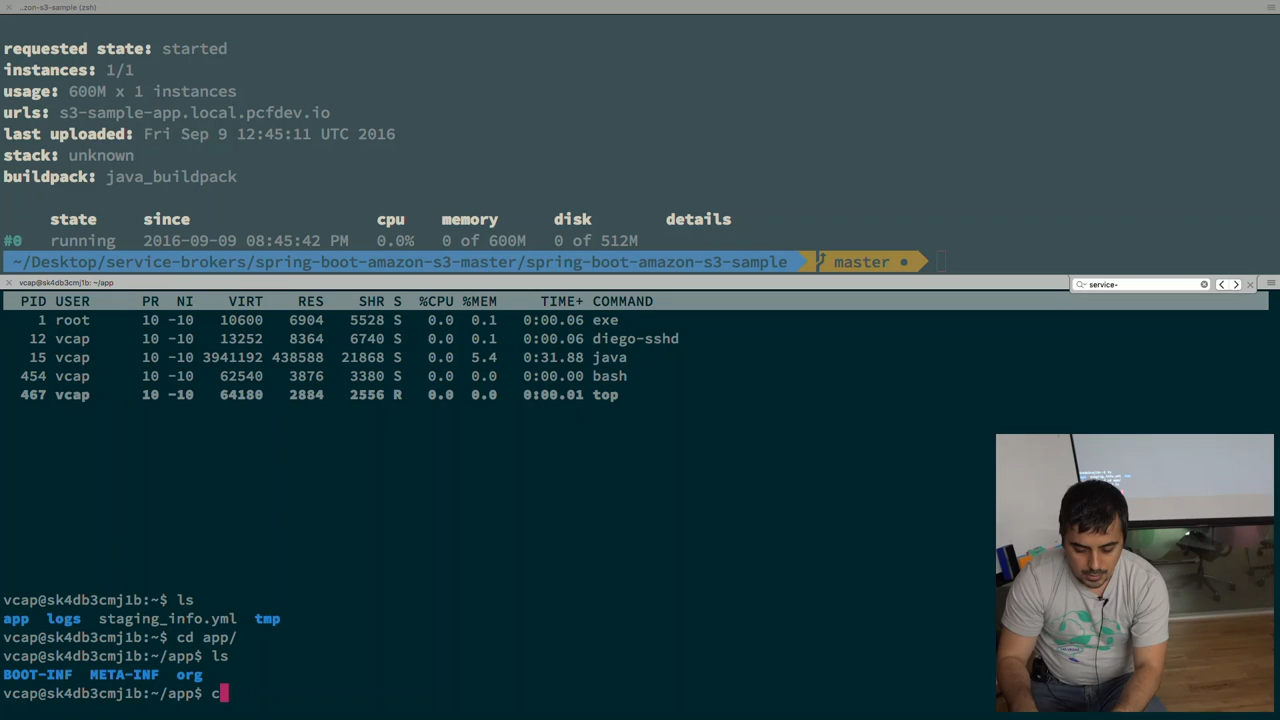 ..zon-s3-sample (zsh)
requested state: started
instances: 1/1
usage: 600M x 1 instances
urls: s3-sample-app.local.pcfdev.io
last uploaded: Fri Sep 9 12:45:11 UTC 2016
stack: unknown
buildpack: java_buildpack
state since cpu memory disk details
#0 running 2016-09-09 08:45:42 PM 0.0% 0 of 600M 0 of 512M
~/Desktop/service-brokers/spring-boot-amazon-s3-master/spring-boot-amazon-s3-sample master ●
vcap@sk4db3cmj1b: ~/app
service-
PID USER PR NI VIRT RES SHR S %CPU %MEM TIME+ COMMAND
1 root 10 -10 10600 6904 5528 S 0.0 0.1 0:00.06 exe
12 vcap 10 -10 13252 8364 6740 S 0.0 0.1 0:00.06 diego-sshd
15 vcap 10 -10 3941192 438588 21868 S 0.0 5.4 0:31.88 java
454 vcap 10 -10 62540 3876 3380 S 0.0 0.0 0:00.00 bash
467 vcap 10 -10 64180 2884 2556 R 0.0 0.0 0:00.01 top
vcap@sk4db3cmj1b:~$ ls
app logs staging_info.yml tmp
vcap@sk4db3cmj1b:~$ cd app/
vcap@sk4db3cmj1b:~/app$ ls
BOOT-INF META-INF org
vcap@sk4db3cmj1b:~/app$ c